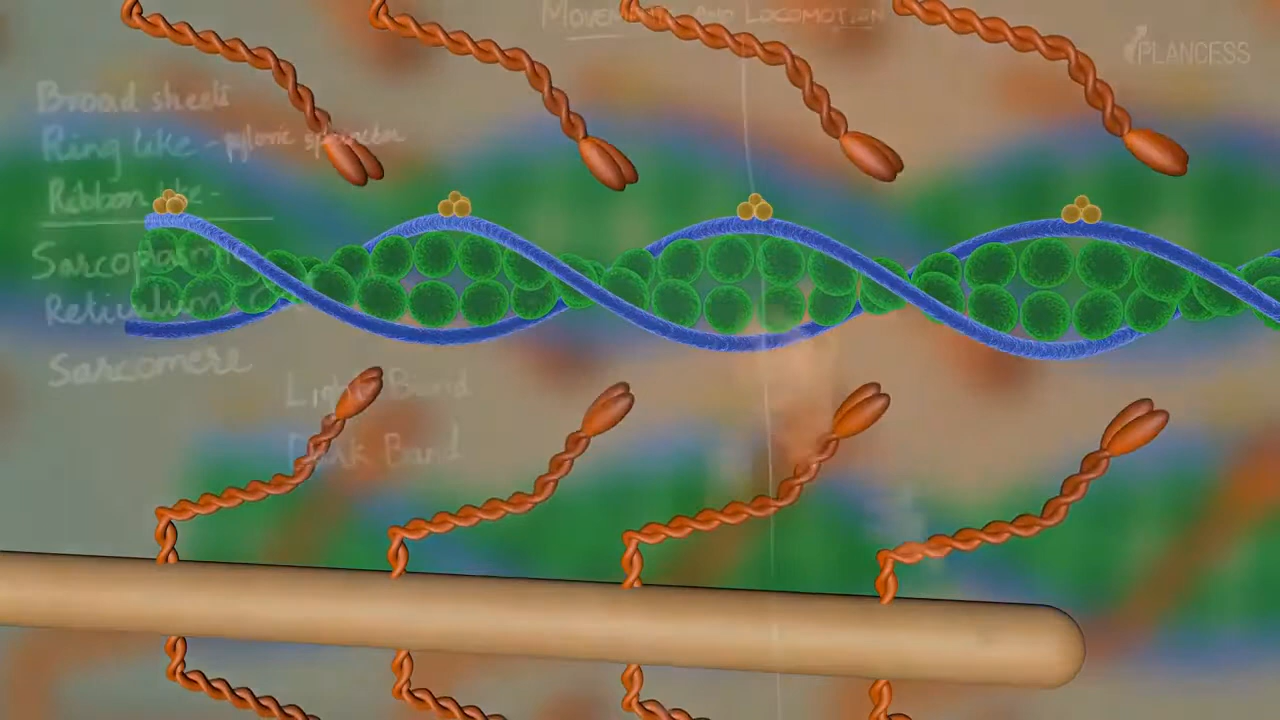 MOVEMENT AND LOCOMOTION
PLANCESS
Broad sheets
Ring like - pyloric sphincter
Ribbon like -
Sarcoplasmic
Reticulum
Sarcomere
Light Band
Dark Band